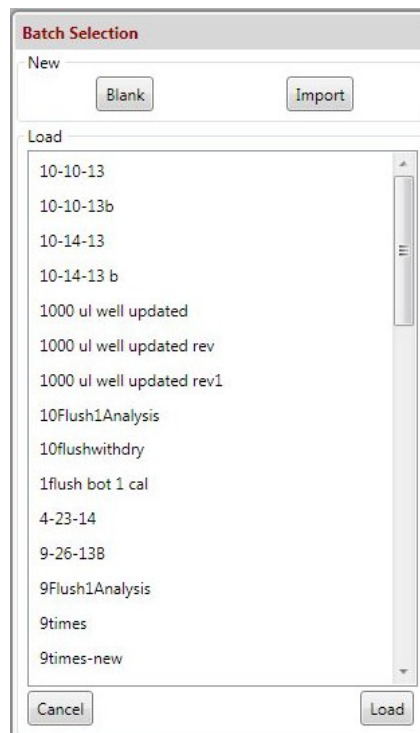 Batch Selection
New
Blank Import
Load
10-10-13
10-10-13b
10-14-13
10-14-13 b
1000 ul well updated
1000 ul well updated rev
1000 ul well updated rev1
10Flush1Analysis
10flushwithdry
1flush bot 1 cal
4-23-14
9-26-13B
9Flush1Analysis
9times
9times-new
Cancel Load